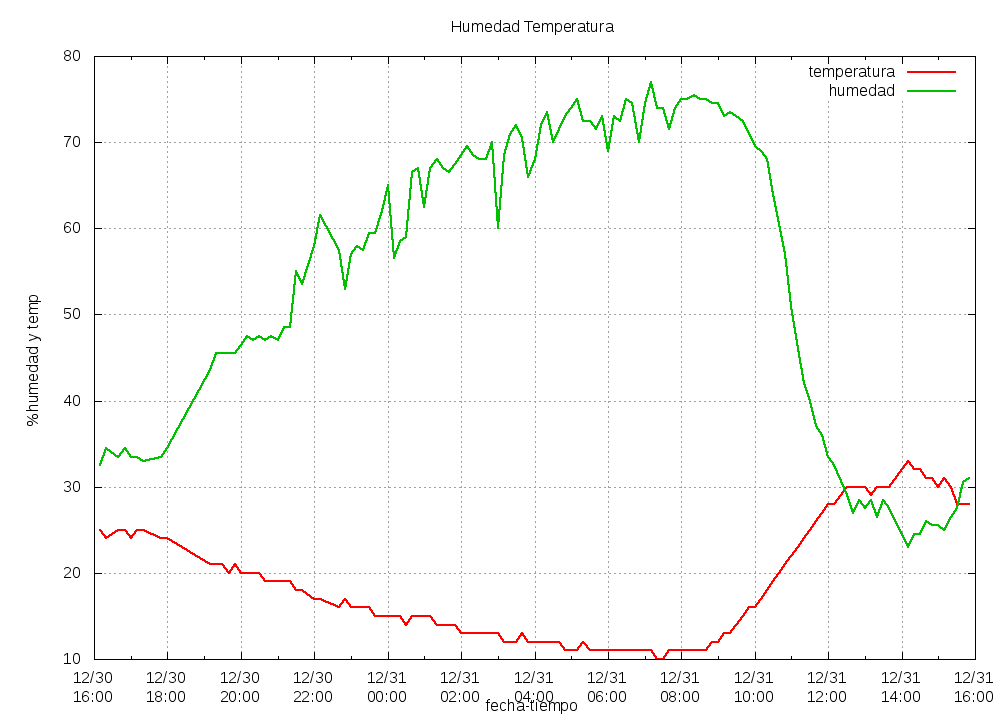 Humedad Temperatura
temperatura
humedad
%humedad y temp
80
70
60
50
40
30
20
10
12/30 12/30 12/30 12/30 12/31 12/31 12/31 12/31 12/31 12/31 12/31 12/31 12/31
16:00 18:00 20:00 22:00 00:00 02:00 04:00 06:00 08:00 10:00 12:00 14:00 16:00
fecha-tiempo